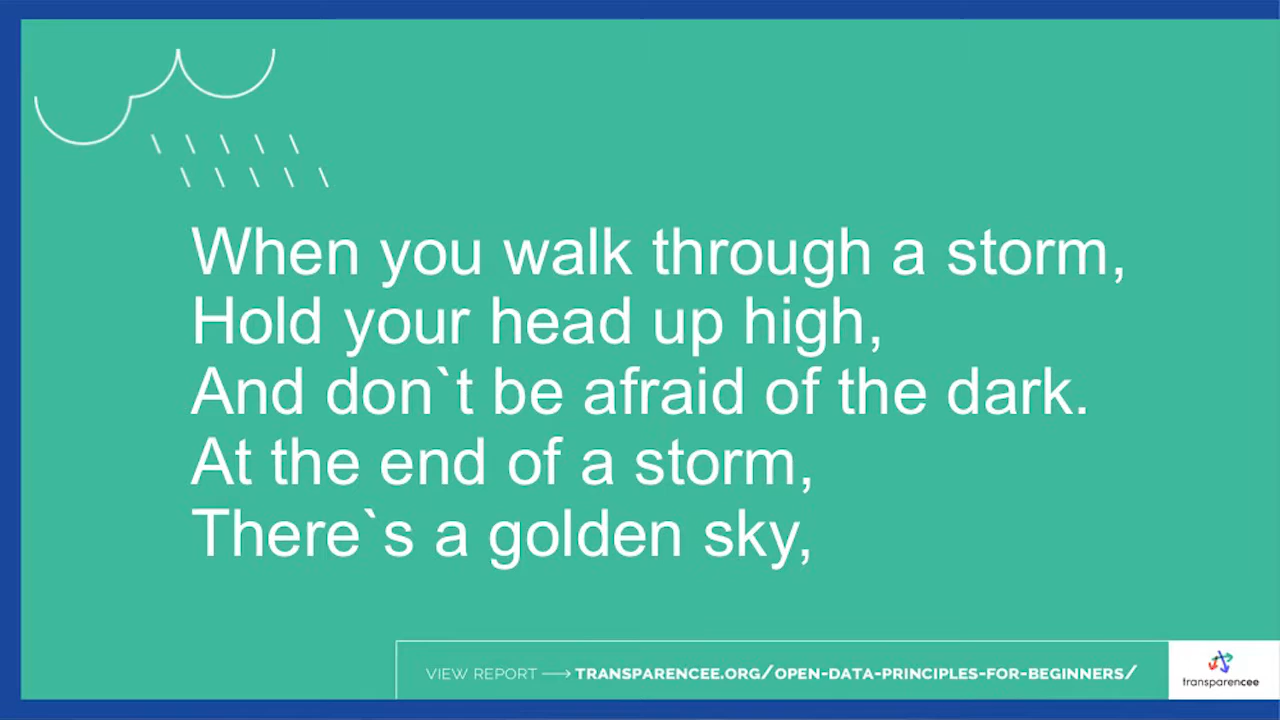 When you walk through a storm,
Hold your head up high,
And don`t be afraid of the dark.
At the end of a storm,
There`s a golden sky,
VIEW REPORT ⟶ TRANSPARENCEE.ORG/OPEN-DATA-PRINCIPLES-FOR-BEGINNERS/
transparencee